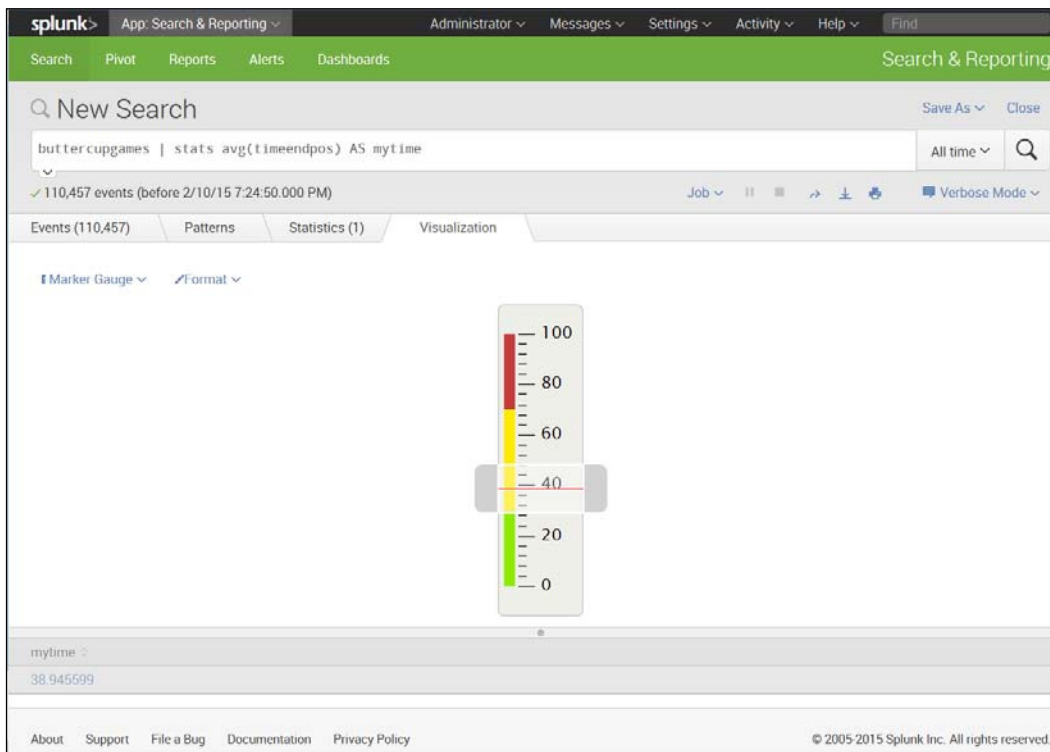 splunk> App: Search & Reporting Administrator Messages Settings Activity Help Find
Search Pivot Reports Alerts Dashboards Search & Reporting
New Search Save As Close
buttercupgames | stats avg(timeendpos) AS mytime All time
110,457 events (before 2/10/15 7:24:50.000 PM) Job Verbose Mode
Events (110,457) Patterns Statistics (1) Visualization
Marker Gauge Format
100
80
60
40
20
0
mytime
38.945599
About Support File a Bug Documentation Privacy Policy © 2005-2015 Splunk Inc. All rights reserved.